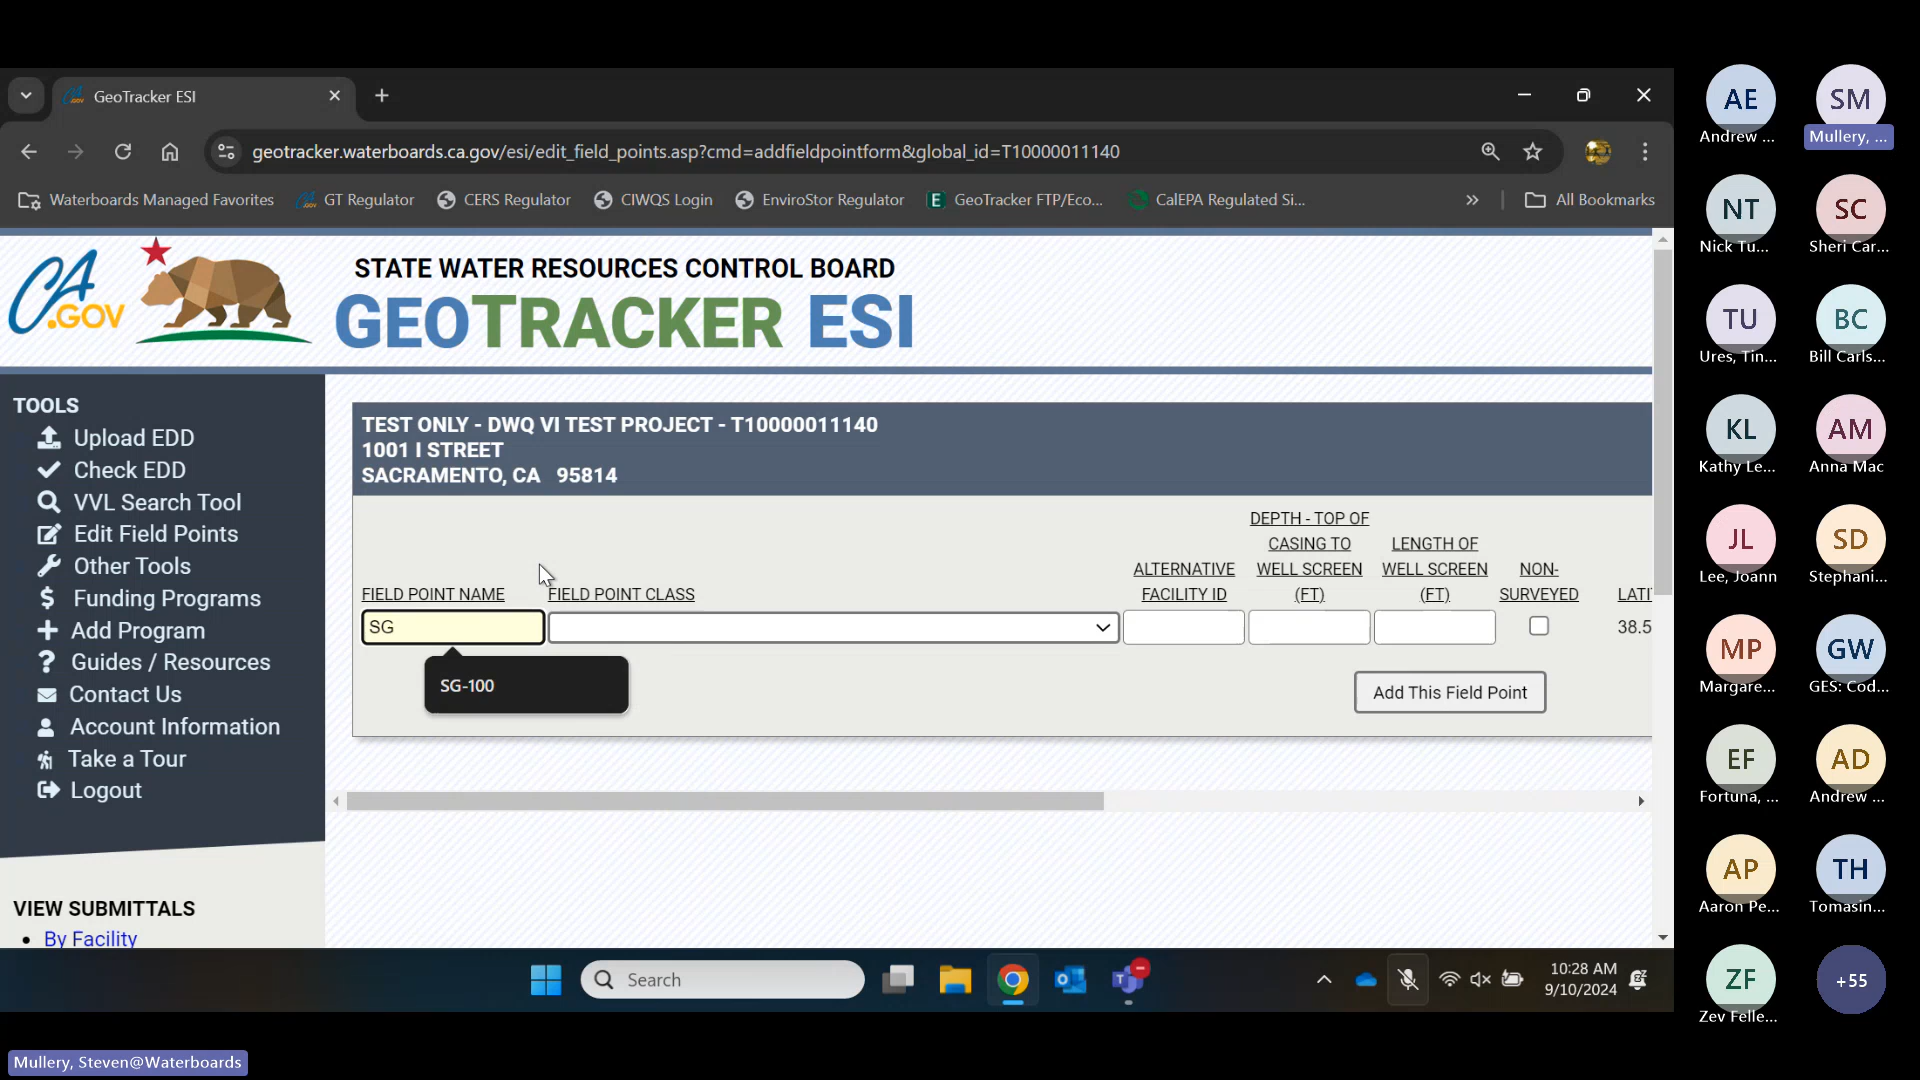 GeoTracker ESI
geotracker.waterboards.ca.gov/esi/edit_field_points.asp?cmd=addfieldpointform&global_id=T10000011140
Waterboards Managed Favorites
GT Regulator
CERS Regulator
CIWQS Login
EnviroStor Regulator
E
GeoTracker FTP/Eco...
CalEPA Regulated Si...
»
All Bookmarks
CA
.GOV
STATE WATER RESOURCES CONTROL BOARD
GEOTRACKER ESI
TOOLS
Upload EDD
Check EDD
VVL Search Tool
Edit Field Points
Other Tools
$ Funding Programs
+ Add Program
? Guides / Resources
Contact Us
Account Information
Take a Tour
Logout
VIEW SUBMITTALS
• By Facility
TEST ONLY - DWQ VI TEST PROJECT - T10000011140
1001 I STREET
SACRAMENTO, CA 95814
FIELD POINT NAME
FIELD POINT CLASS
ALTERNATIVE
FACILITY ID
DEPTH - TOP OF
CASING TO
WELL SCREEN
(FT)
LENGTH OF
WELL SCREEN
(FT)
NON-
SURVEYED
LATI
SG
38.5
SG-100
Add This Field Point
Search
10:28 AM
9/10/2024
AE
Andrew ...
SM
Mullery, ...
NT
Nick Tu...
SC
Sheri Car...
TU
Ures, Tin...
BC
Bill Carls...
KL
Kathy Le...
AM
Anna Mac
JL
Lee, Joann
SD
Stephani...
MP
Margare...
GW
GES: Cod...
EF
Fortuna, ...
AD
Andrew ...
AP
Aaron Pe...
TH
Tomasin...
ZF
Zev Felle...
+55
Mullery, Steven@Waterboards